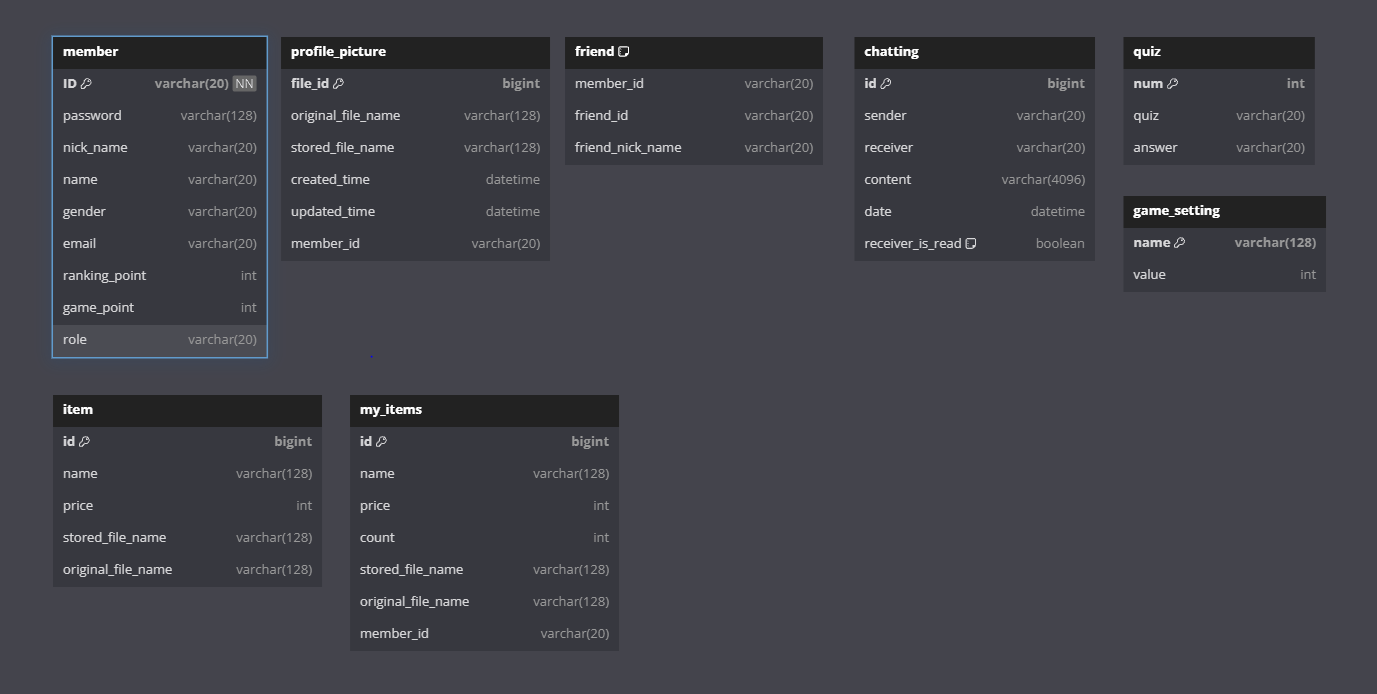 member
ID varchar(20) NN
password varchar(128)
nick_name varchar(20)
name varchar(20)
gender varchar(20)
email varchar(20)
ranking_point int
game_point int
role varchar(20)
profile_picture
file_id bigint
original_file_name varchar(128)
stored_file_name varchar(128)
created_time datetime
updated_time datetime
member_id varchar(20)
friend
member_id varchar(20)
friend_id varchar(20)
friend_nick_name varchar(20)
chatting
id bigint
sender varchar(20)
receiver varchar(20)
content varchar(4096)
date datetime
receiver_is_read boolean
quiz
num int
quiz varchar(20)
answer varchar(20)
game_setting
name varchar(128)
value int
item
id bigint
name varchar(128)
price int
stored_file_name varchar(128)
original_file_name varchar(128)
my_items
id bigint
name varchar(128)
price int
count int
stored_file_name varchar(128)
original_file_name varchar(128)
member_id varchar(20)